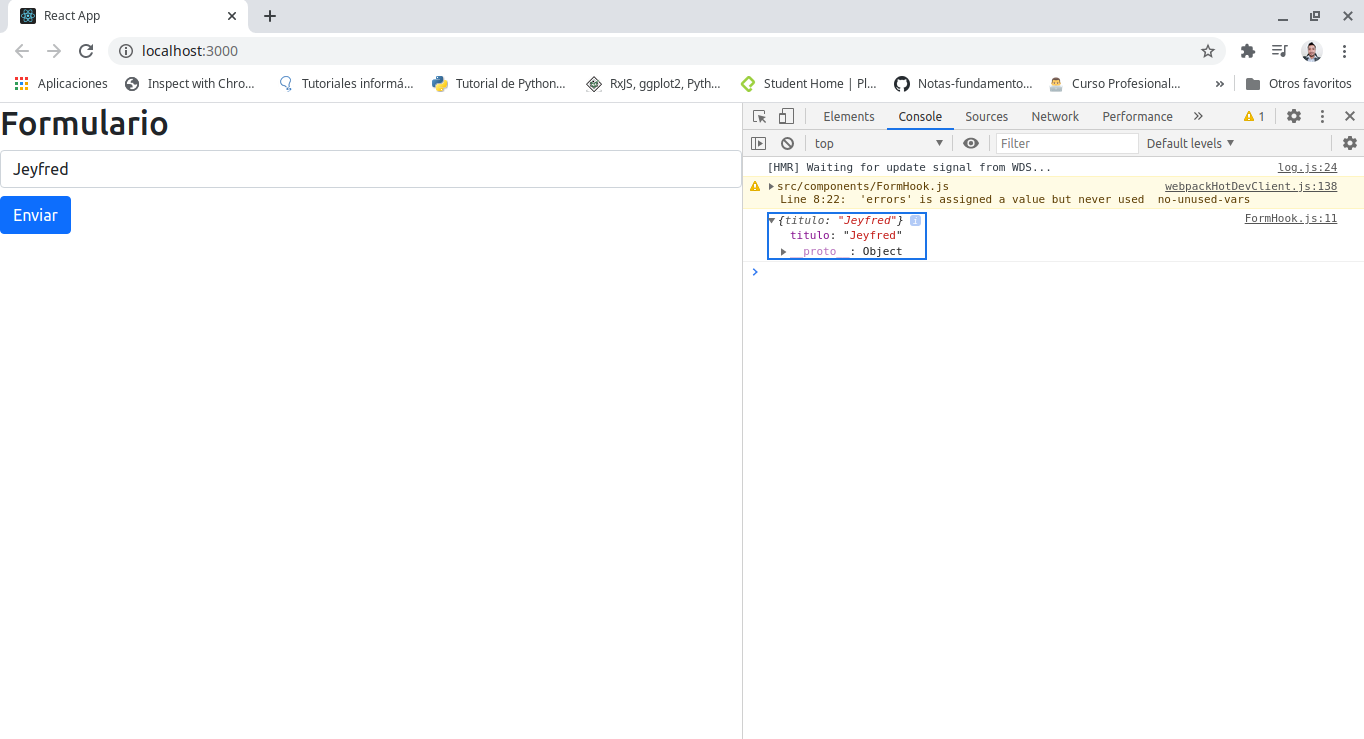 React App
localhost:3000
Aplicaciones Inspect with Chro... Tutoriales informá... Tutorial de Python... RxJS, ggplot2, Pyth... Student Home | Pl... Notas-fundamento... Curso Profesional... » Otros favoritos
Formulario
Jeyfred
Enviar
Elements Console Sources Network Performance » 1
top Filter Default levels
[HMR] Waiting for update signal from WDS... log.js:24
src/components/FormHook.js webpackHotDevClient.js:138
Line 8:22: 'errors' is assigned a value but never used no-unused-vars
{titulo: "Jeyfred"} i FormHook.js:11
titulo: "Jeyfred"
__proto__: Object